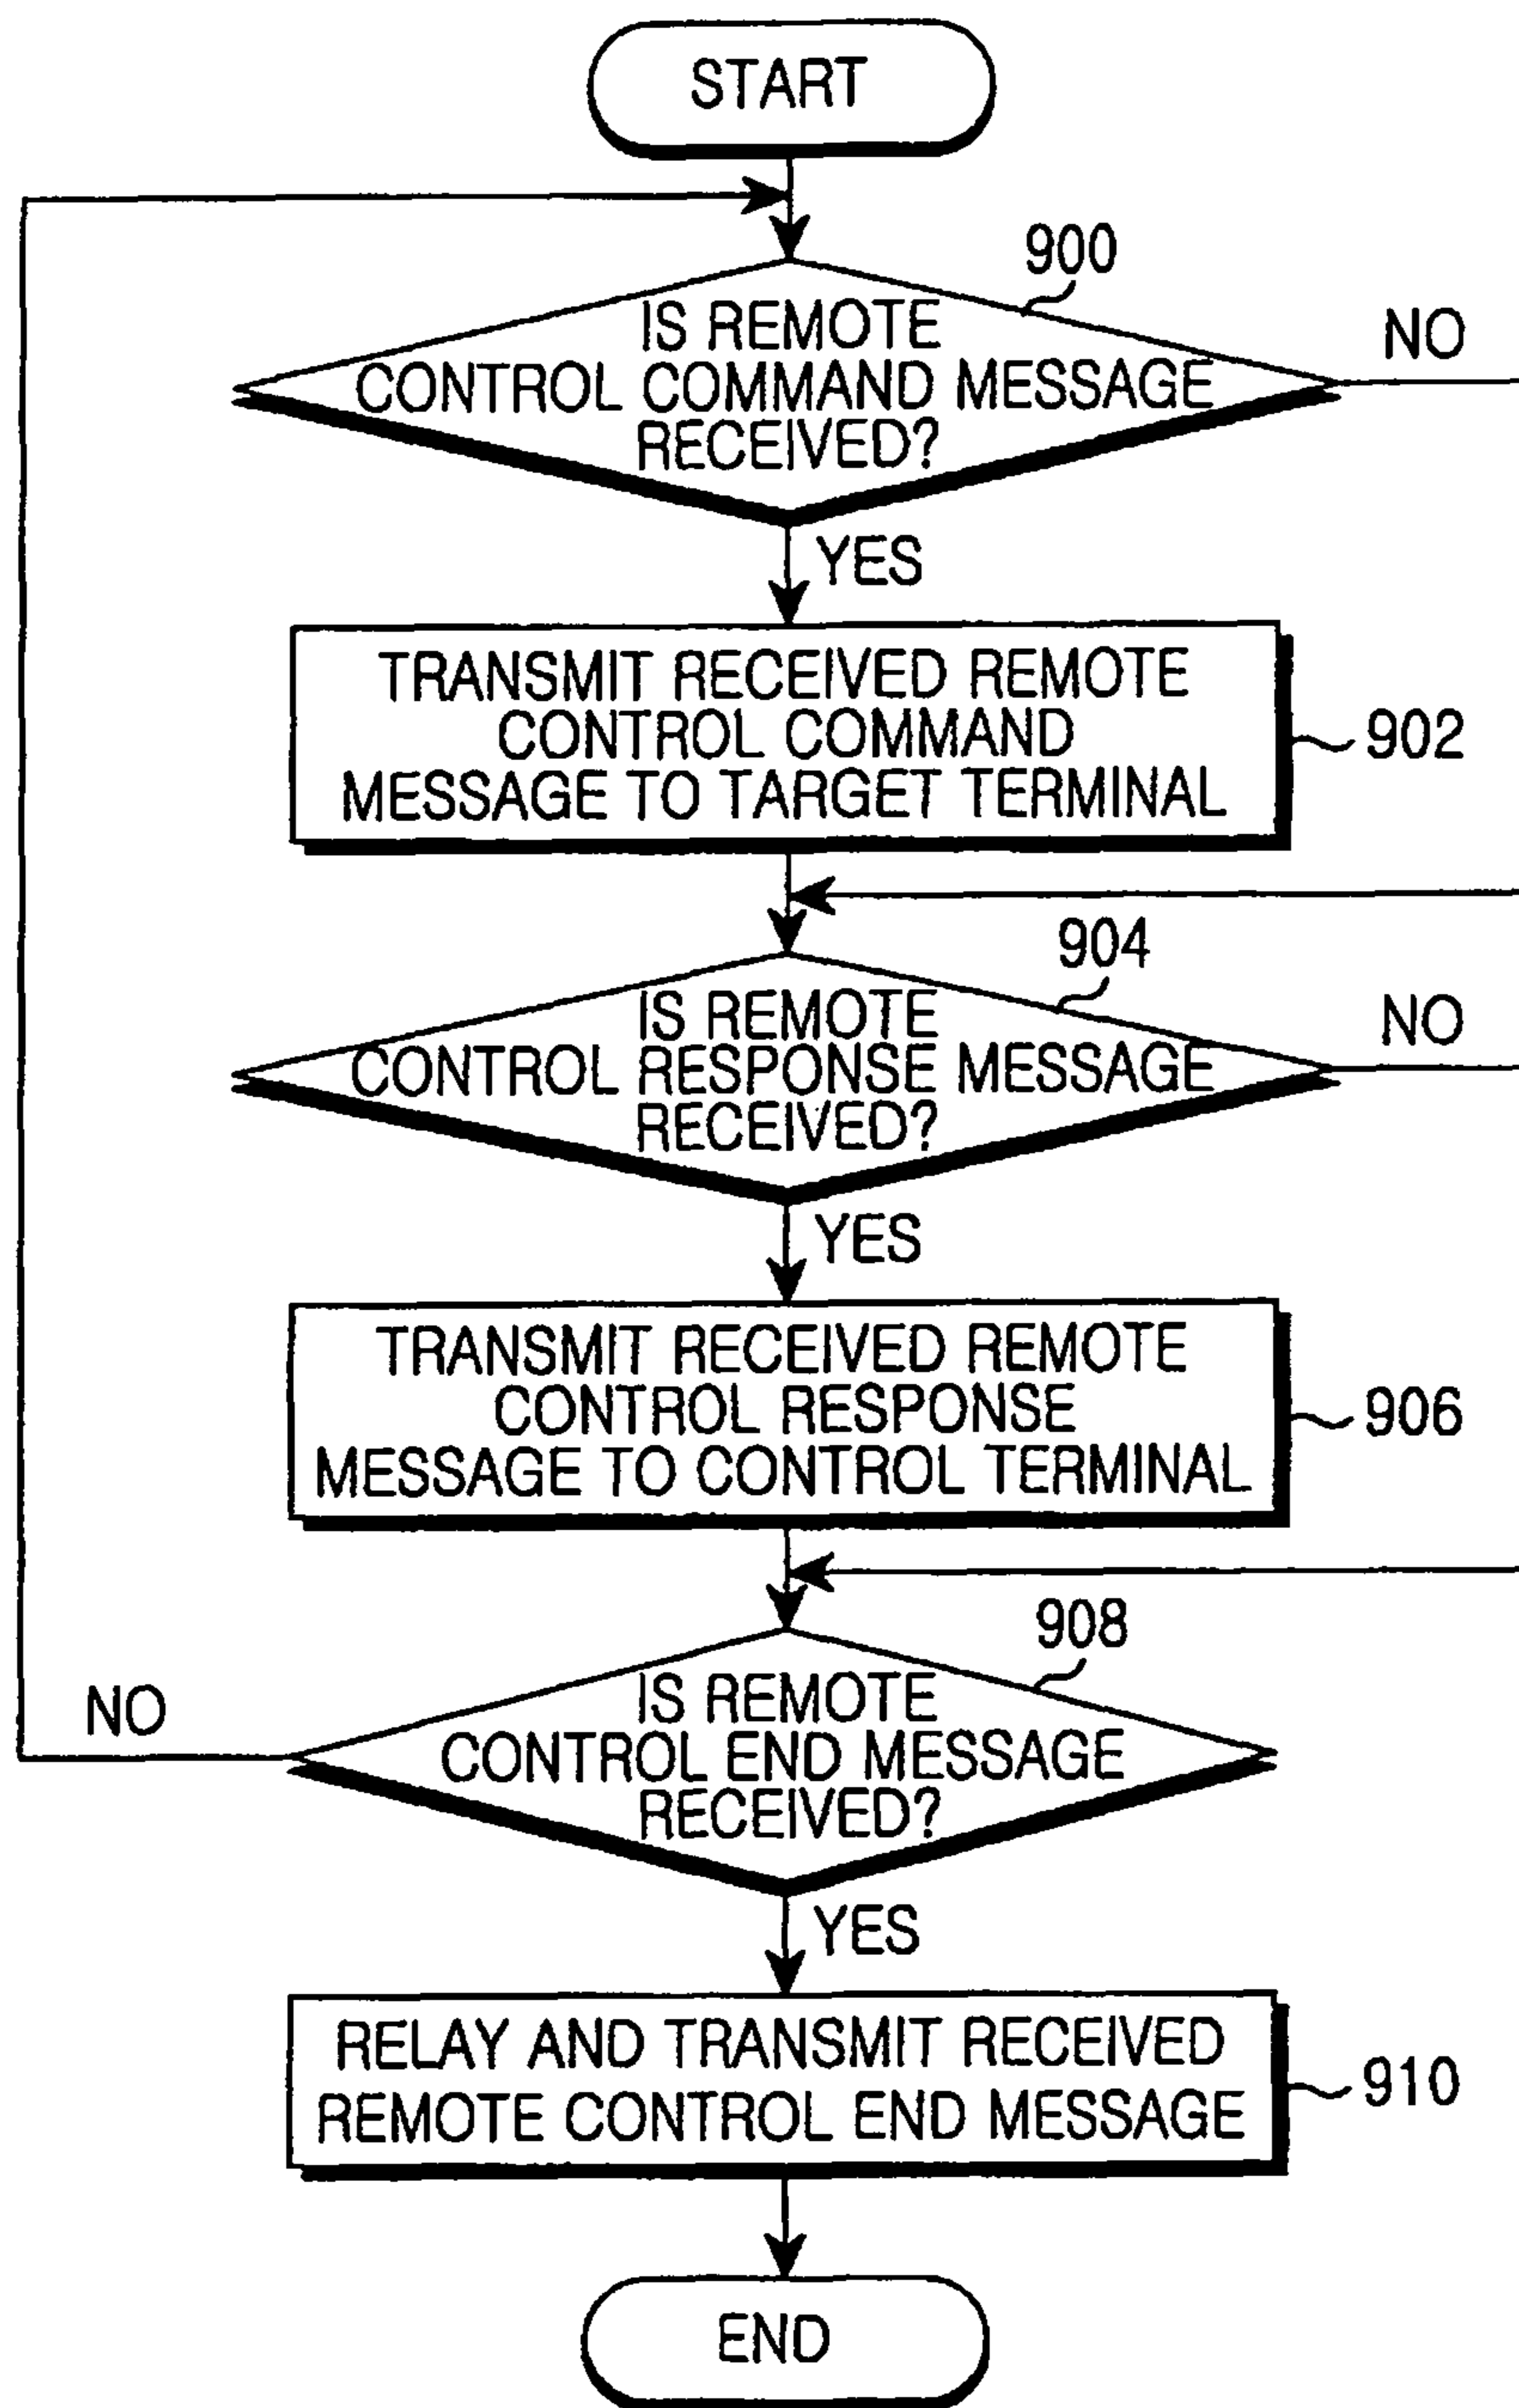 START
900
IS REMOTE
CONTROL COMMAND MESSAGE
RECEIVED?
NO
YES
TRANSMIT RECEIVED REMOTE
CONTROL COMMAND
MESSAGE TO TARGET TERMINAL
902
904
IS REMOTE
CONTROL RESPONSE MESSAGE
RECEIVED?
NO
YES
TRANSMIT RECEIVED REMOTE
CONTROL RESPONSE
MESSAGE TO CONTROL TERMINAL
906
908
IS REMOTE
CONTROL END MESSAGE
RECEIVED?
NO
YES
RELAY AND TRANSMIT RECEIVED
REMOTE CONTROL END MESSAGE
910
END